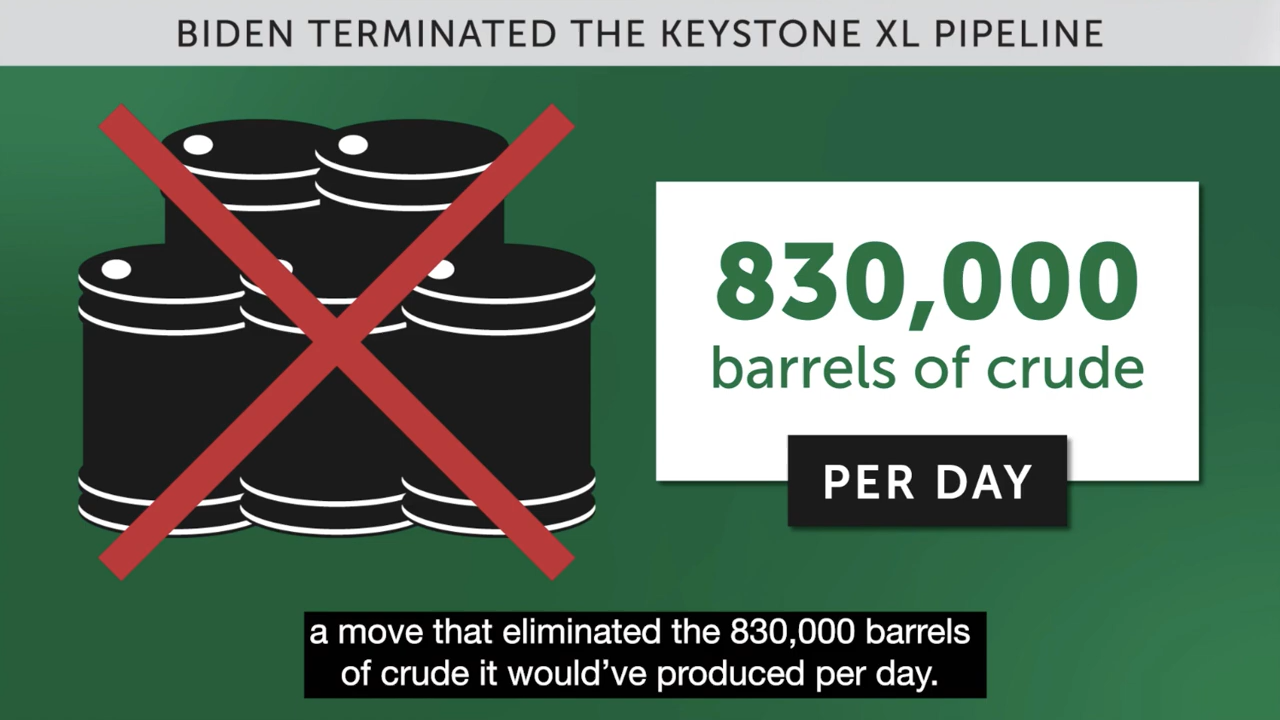 BIDEN TERMINATED THE KEYSTONE XL PIPELINE
830,000
barrels of crude
PER DAY
a move that eliminated the 830,000 barrels
of crude it would’ve produced per day.